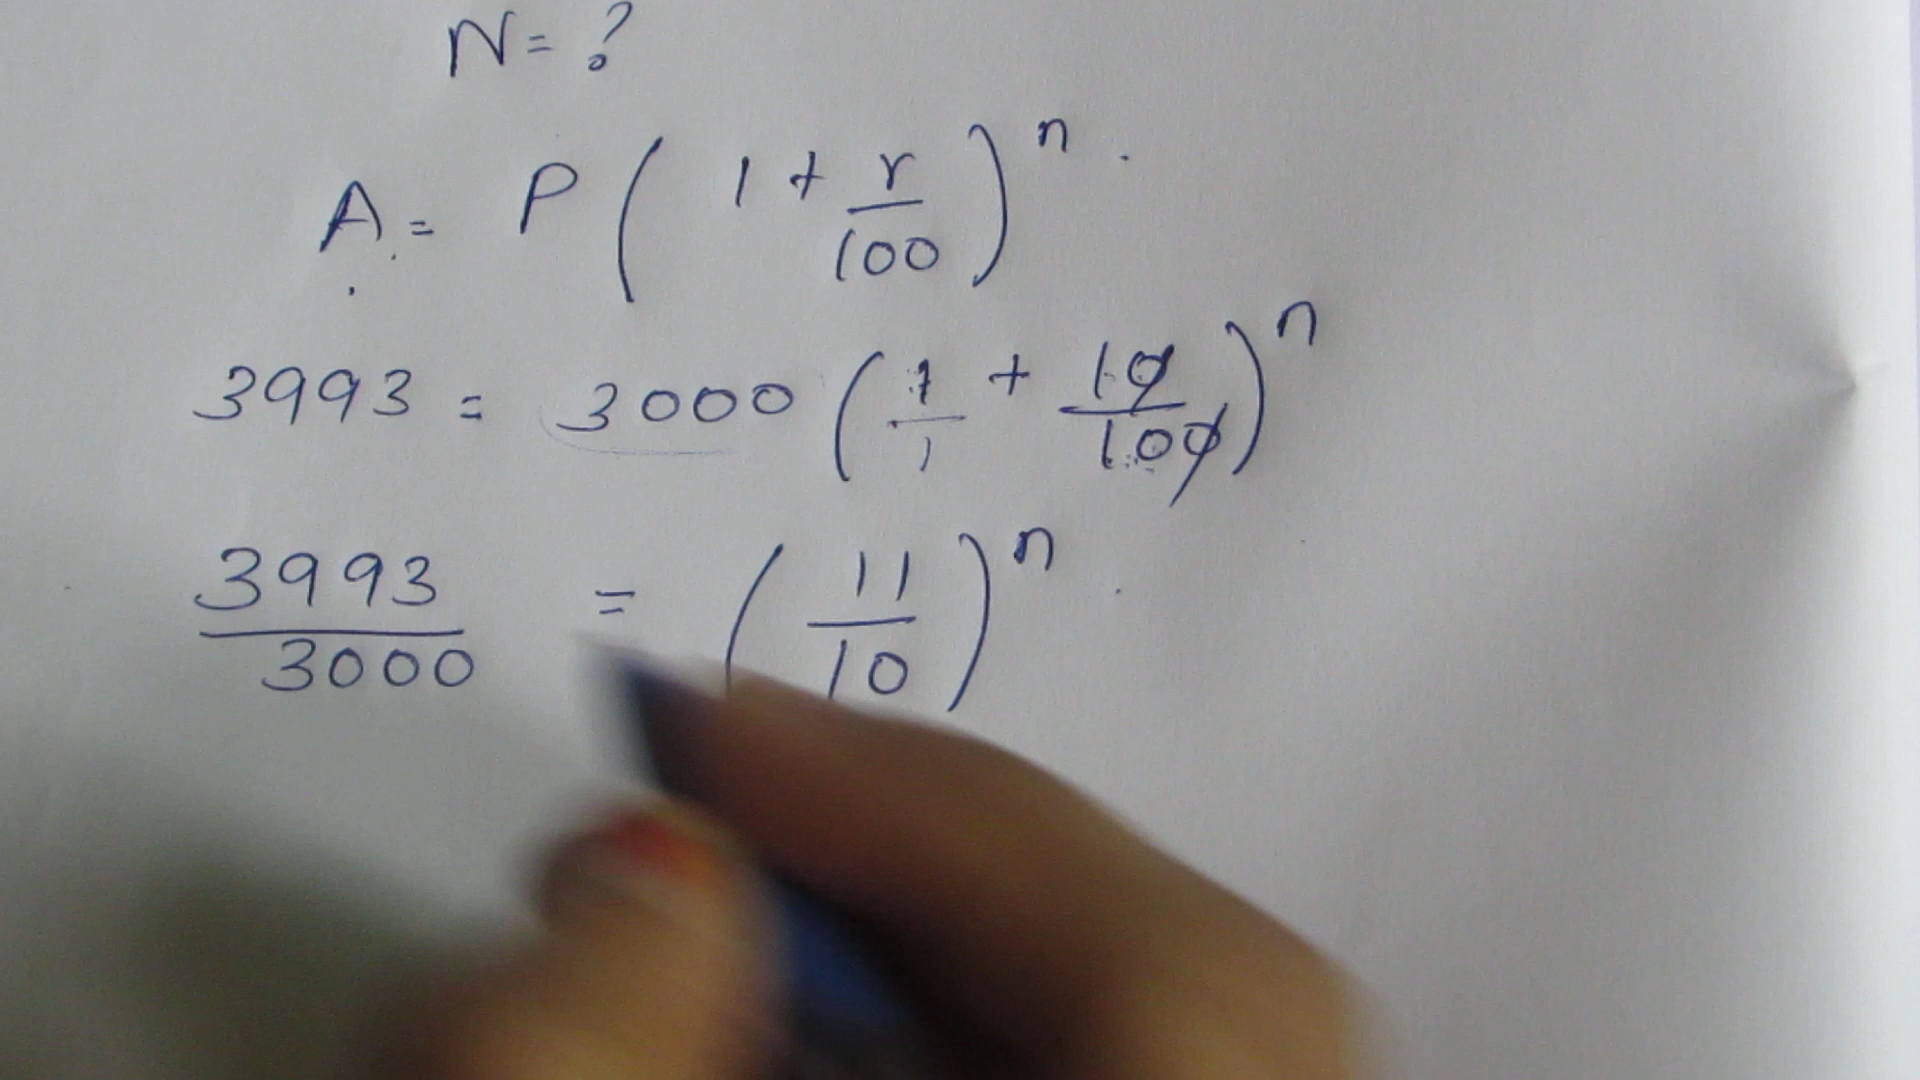 N = ?
A = P ( 1 + r/100 )^n
3993 = 3000 ( 1/1 + 10/100 )^n
3993/3000 = ( 11/10 )^n